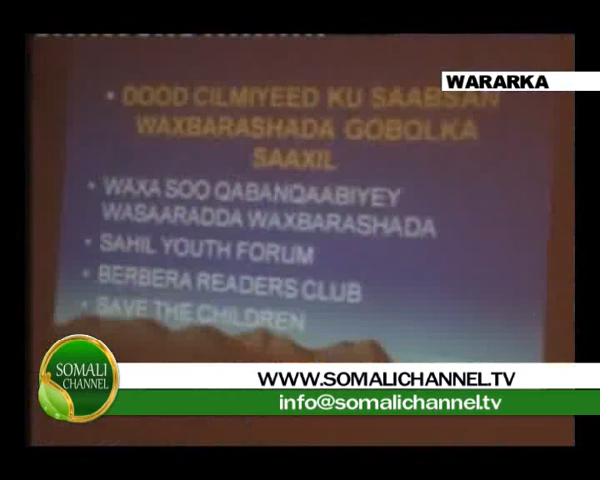 WARARKA
• DOOD CILMIYEED KU SAABSAN
WAXBARASHADA GOBOLKA
SAAXIL
• WAXA SOO QABANQAABIYEY
WASAARADDA WAXBARASHADA
• SAHIL YOUTH FORUM
• BERBERA READERS CLUB
• SAVE THE CHILDREN
SOMALI
CHANNEL
WWW.SOMALICHANNEL.TV
info@somalichannel.tv